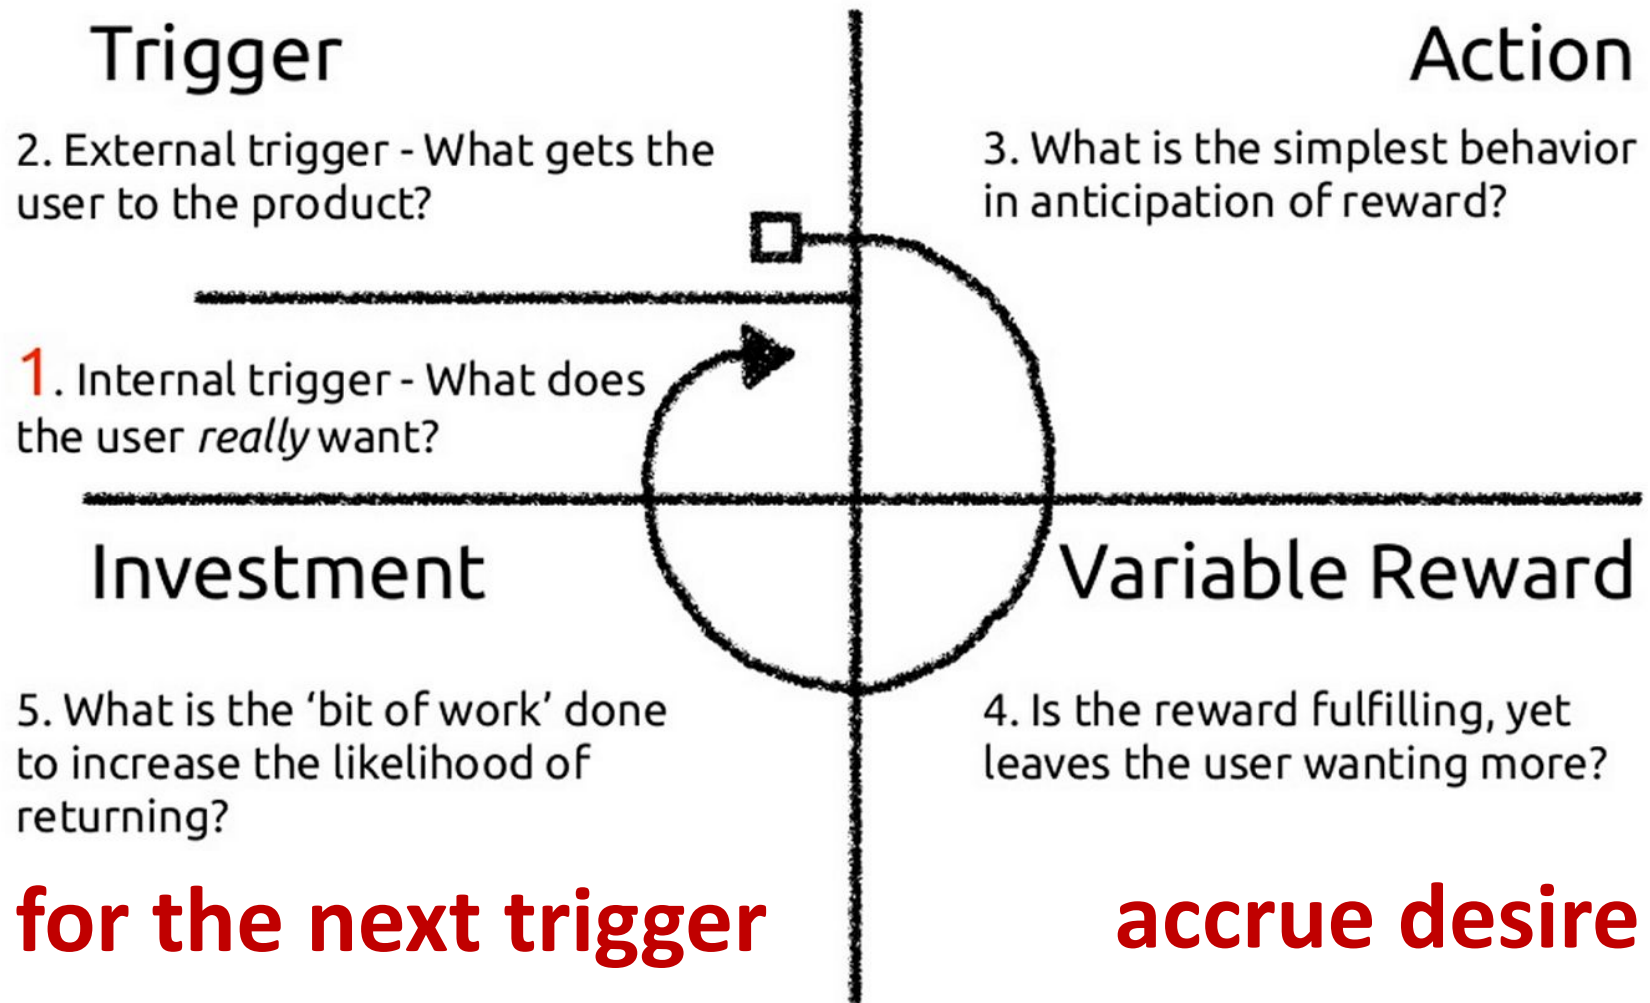 Trigger
2. External trigger - What gets the
user to the product?
1. Internal trigger - What does
the user really want?
Action
3. What is the simplest behavior
in anticipation of reward?
Investment
5. What is the ‘bit of work’ done
to increase the likelihood of
returning?
for the next trigger
Variable Reward
4. Is the reward fulfilling, yet
leaves the user wanting more?
accrue desire